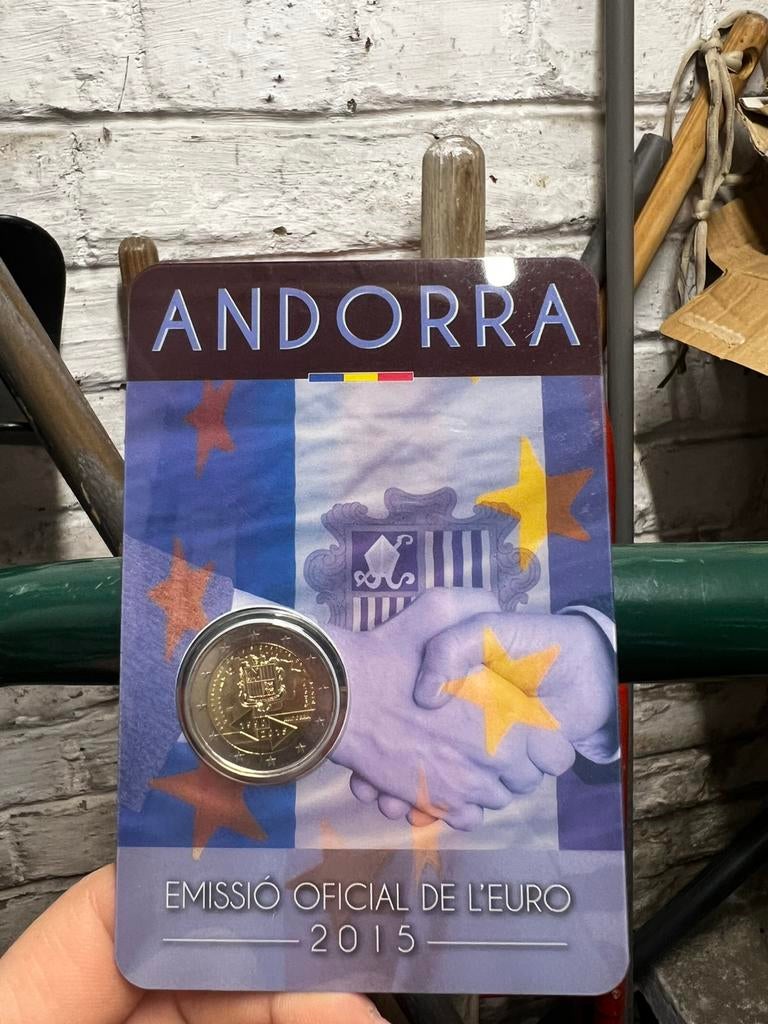 ANDORRA
EMISSIÓ OFICIAL DE L'EURO
2015